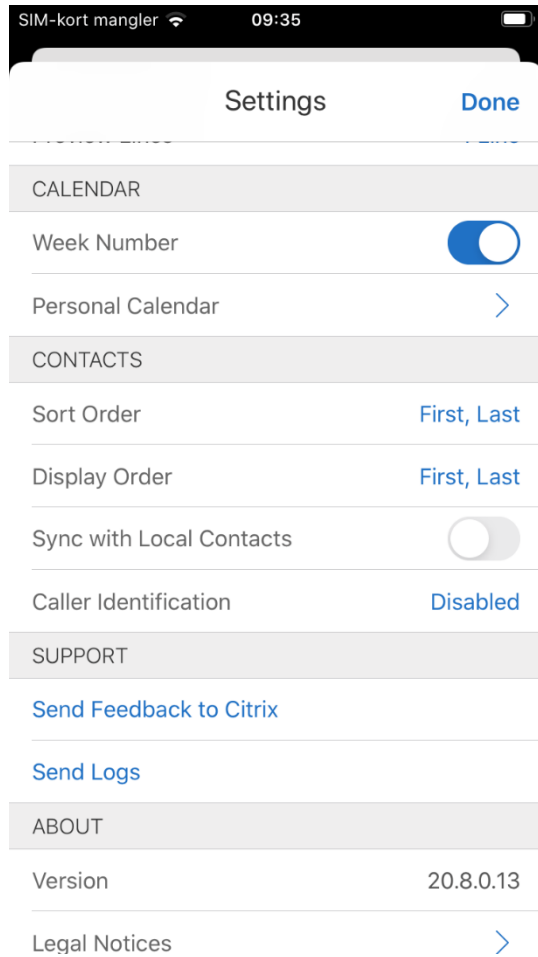 SIM-kort mangler 09:35
Settings Done
CALENDAR
Week Number
Personal Calendar
CONTACTS
Sort Order First, Last
Display Order First, Last
Sync with Local Contacts
Caller Identification Disabled
SUPPORT
Send Feedback to Citrix
Send Logs
ABOUT
Version 20.8.0.13
Legal Notices